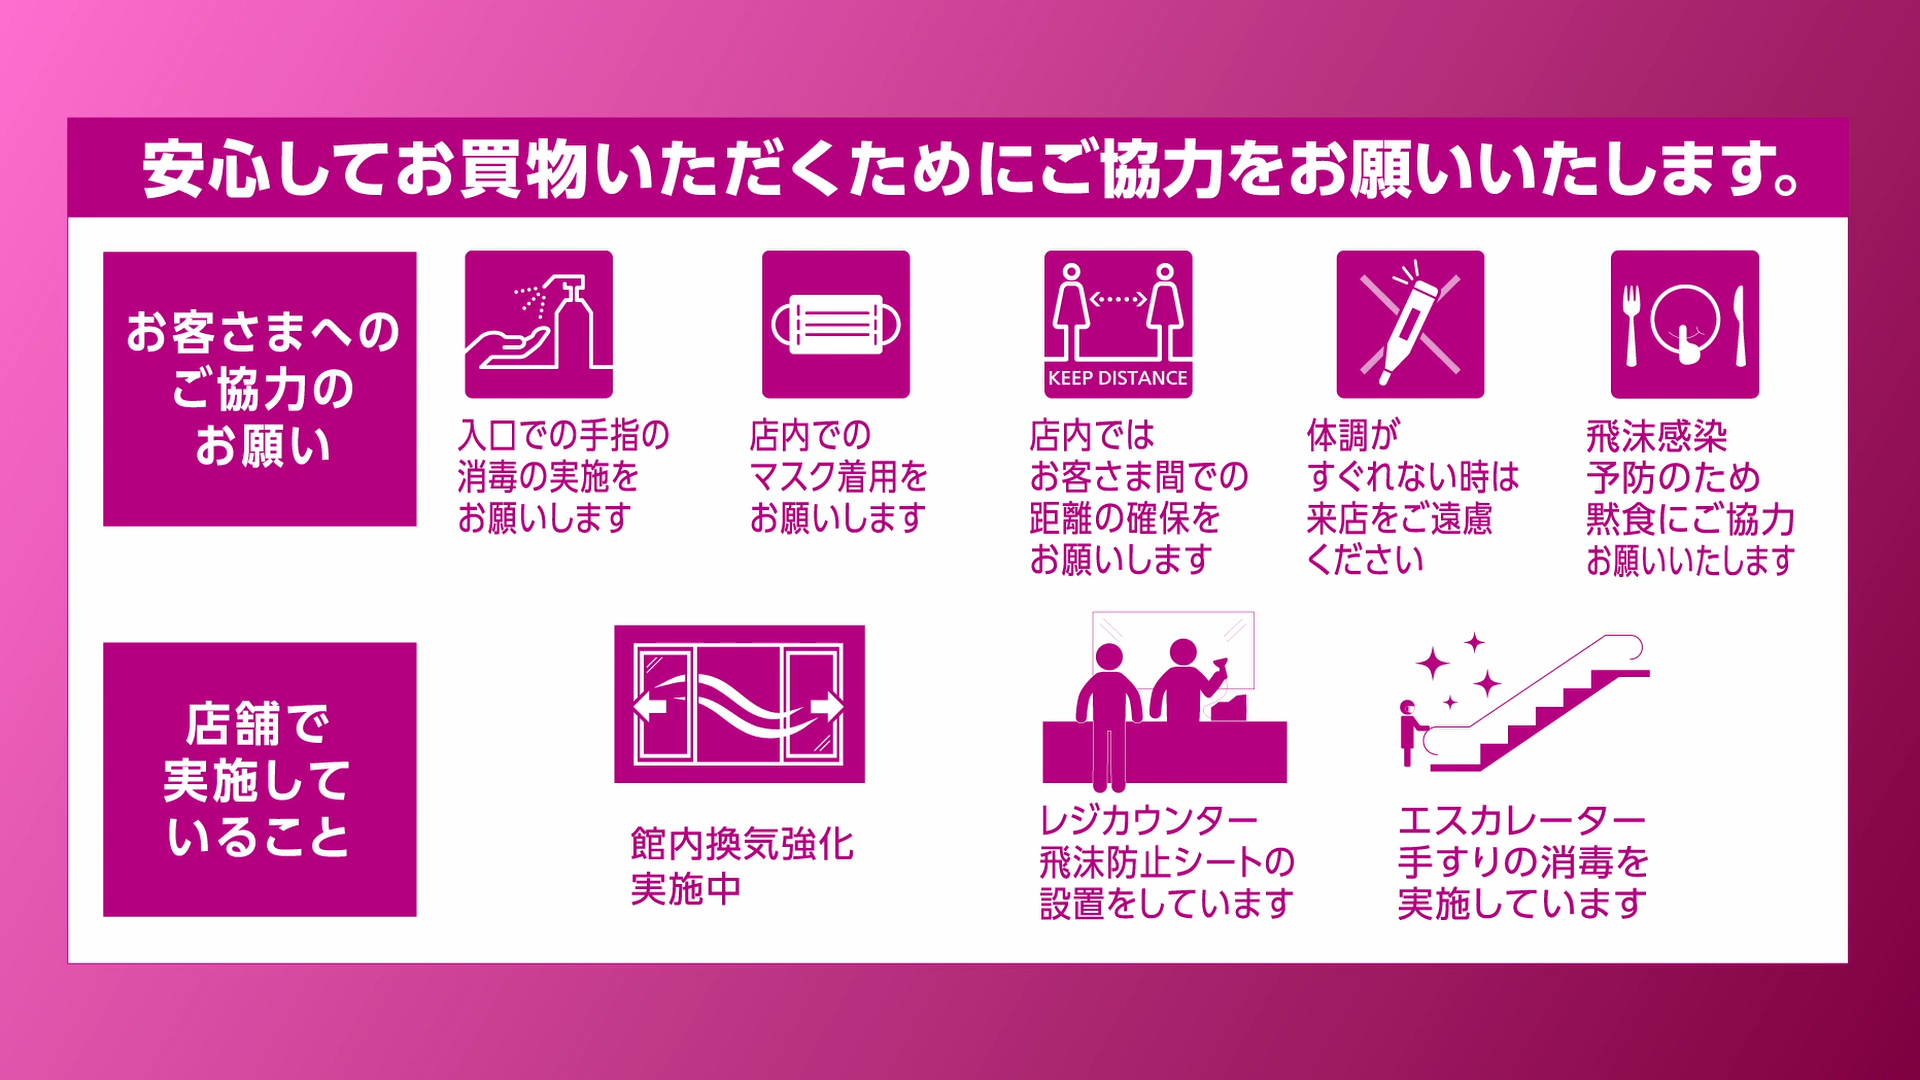 安心してお買物いただくためにご協力をお願いいたします。
お客さまへの
ご協力の
お願い
入口での手指の
消毒の実施を
お願いします
店内での
マスク着用を
お願いします
KEEP DISTANCE
店内では
お客さま間での
距離の確保を
お願いします
体調が
すぐれない時は
来店をご遠慮
ください
飛沫感染
予防のため
黙食にご協力
お願いいたします
店舗で
実施して
いること
館内換気強化
実施中
レジカウンター
飛沫防止シートの
設置をしています
エスカレーター
手すりの消毒を
実施しています